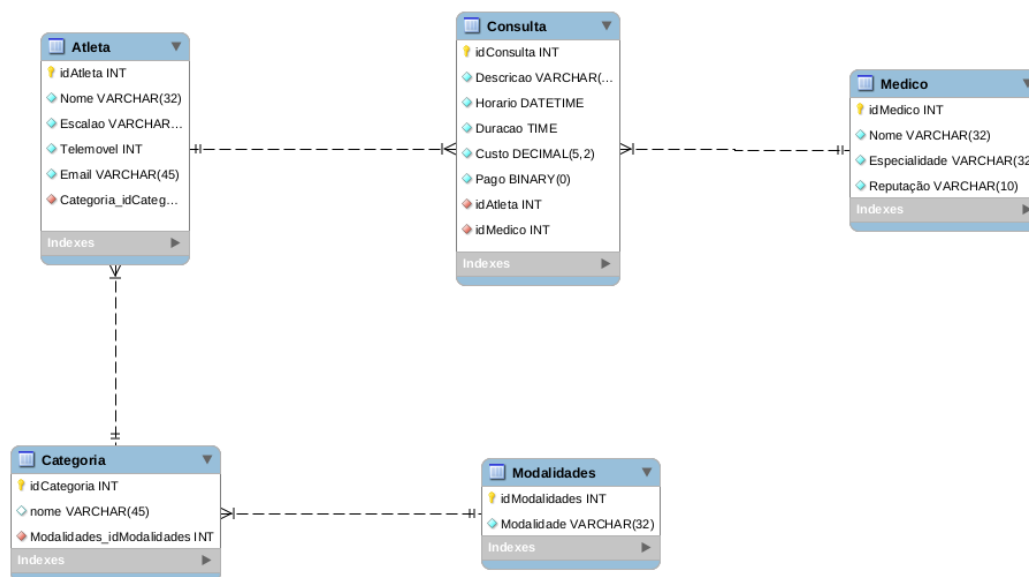 Atleta
idAtleta INT
Nome VARCHAR(32)
Escalao VARCHAR...
Telemovel INT
Email VARCHAR(45)
Categoria_idCateg...
Indexes
Consulta
idConsulta INT
Descricao VARCHAR(...
Horario DATETIME
Duracao TIME
Custo DECIMAL(5,2)
Pago BINARY(0)
idAtleta INT
idMedico INT
Indexes
Medico
idMedico INT
Nome VARCHAR(32)
Especialidade VARCHAR(32
Reputação VARCHAR(10)
Indexes
Categoria
idCategoria INT
nome VARCHAR(45)
Modalidades_idModalidades INT
Indexes
Modalidades
idModalidades INT
Modalidade VARCHAR(32)
Indexes